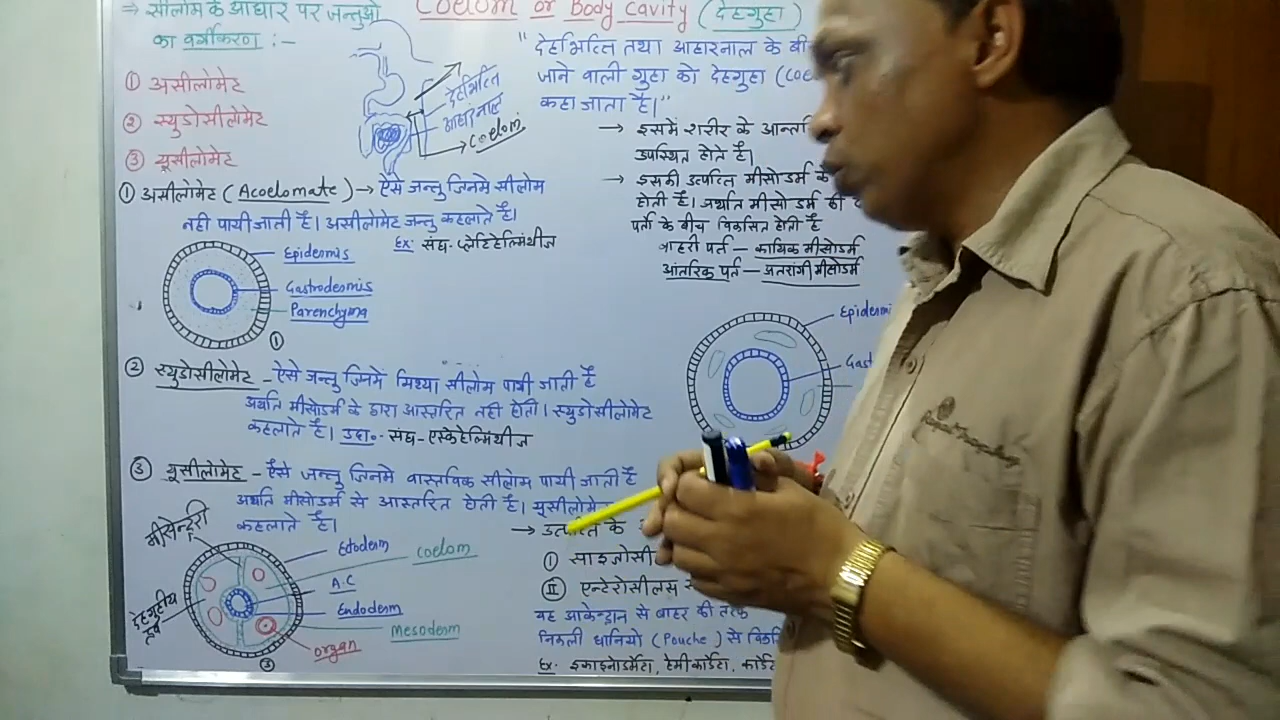 ⇒ सीलोम के आधार पर जन्तुओ
का वर्गीकरण :-
① असीलोमेट
② स्युडोसीलोमेट
③ यूसीलोमेट
Coelom or Body Cavity (देहगुहा)
"देहभित्ति तथा आहारनाल के बी
जाने वाली गुहा को देहगुहा (coe
कहा जाता है।"
देहभित्ति
आहारनाल
Coelom
→ इसमें शरीर के आन्त
उपस्थित होते है।
→ इसकी उत्पत्ति मीसोडर्म के
होती है। अर्थात मीसोडर्म की द
पर्तो के बीच विकसित होती है
बाहरी पर्त - कायिक मीसोडर्म
आंतरिक पर्त - अंतरांगी मीसोडर्म
① असीलोमेट (Acoelomate) → ऐसे जन्तु जिनमे सीलोम
नही पायी जाती है। असीलोमेट जन्तु कहलाते है।
Ex: संघ-प्लेटिहेल्मिंथीज
Epidermis
Gastrodermis
Parenchyma
①
Epidermi
Gast
② स्युडोसीलोमेट - ऐसे जन्तु जिनमे मिथ्या सीलोम पायी जाती है
अर्थात मीसोडर्म के द्वारा आस्तरित नही होती। स्युडोसीलोमेट
कहलाते है। उदा०- संघ-एस्केहेल्मिंथीज
③ यूसीलोमेट - ऐसे जन्तु जिनमे वास्तविक सीलोम पायी जाती है
अर्थात मीसोडर्म से आस्तरित होती है। यूसीलोमे
कहलाते है।
मीसेन्ट्री
देहगुहीय द्रव
Ectoderm
Coelom
A.C
Endoderm
Mesoderm
organ
③
→ उत्पत्ति के
① साइजोसी
Ⅱ एन्टेरोसीलस
यह आर्केन्ट्रान से बाहर की तरफ
निकली धानियो (Pouche) से विकसि
Ex: इकाइनोडर्मेटा, हेमीकार्डेटा, कार्डेट